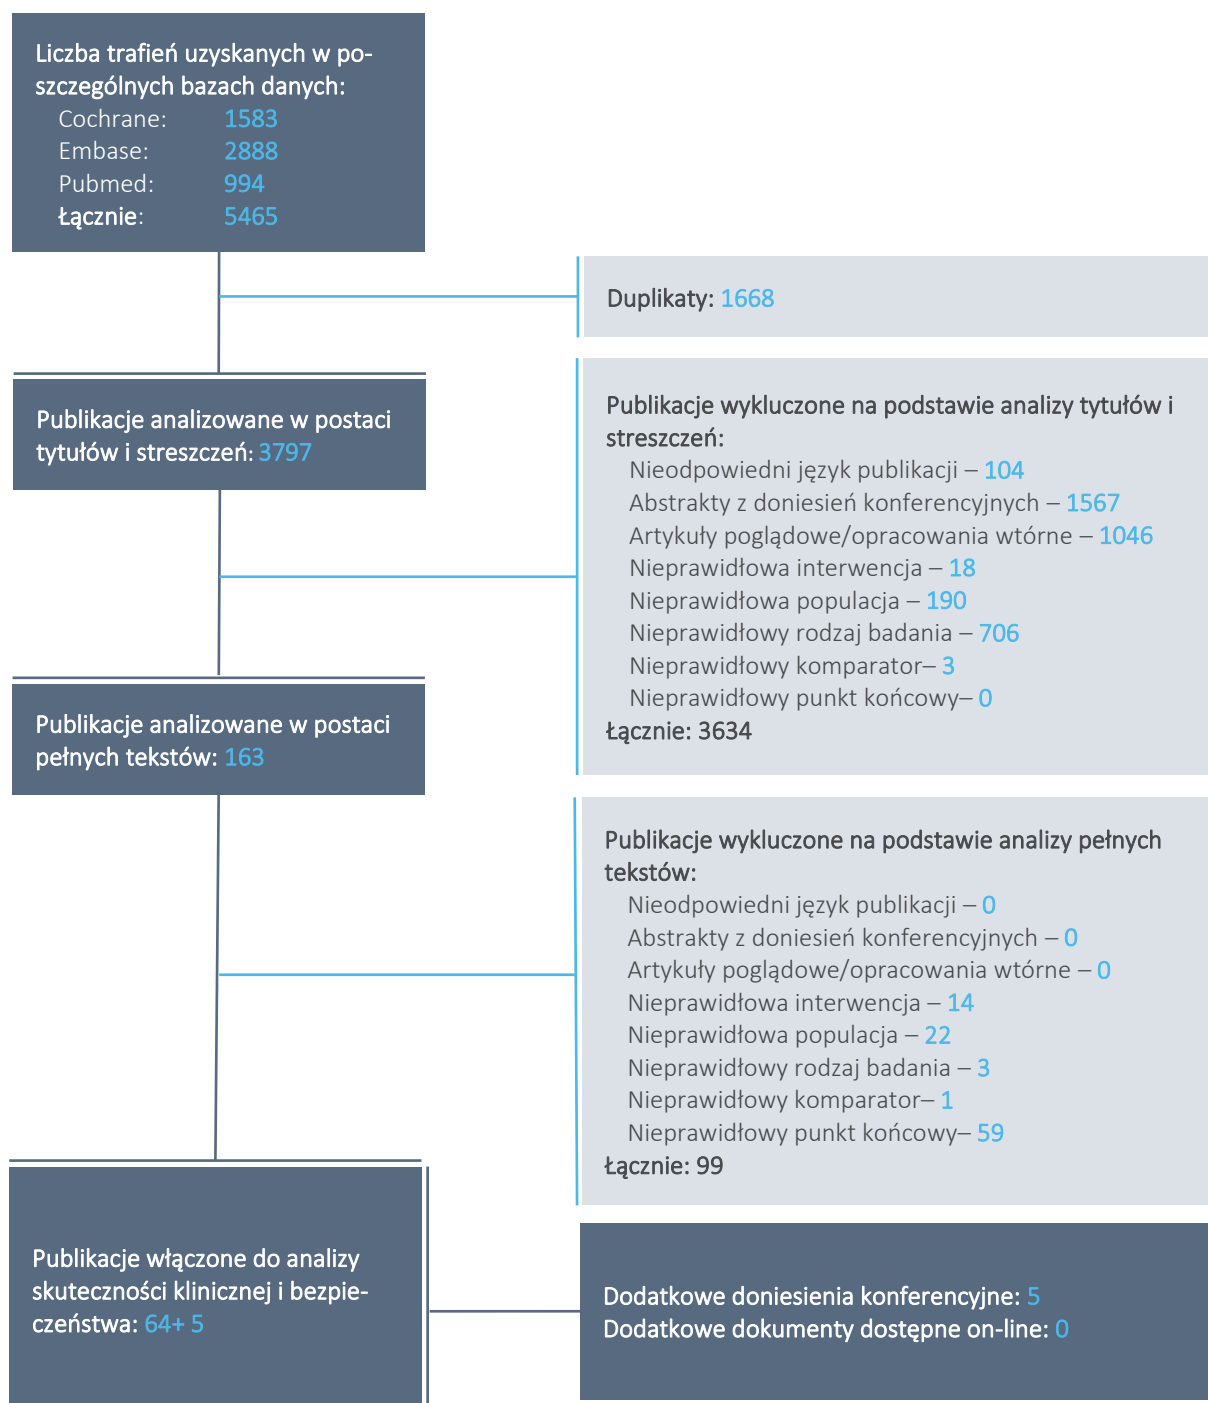 Liczba trafień uzyskanych w po-
szczególnych bazach danych:
Cochrane: 1583
Embase: 2888
Pubmed: 994
Łącznie: 5465
Duplikaty: 1668
Publikacje analizowane w postaci
tytułów i streszczeń: 3797
Publikacje wykluczone na podstawie analizy tytułów i
streszczeń:
Nieodpowiedni język publikacji – 104
Abstrakty z doniesień konferencyjnych – 1567
Artykuły poglądowe/opracowania wtórne – 1046
Nieprawidłowa interwencja – 18
Nieprawidłowa populacja – 190
Nieprawidłowy rodzaj badania – 706
Nieprawidłowy komparator– 3
Nieprawidłowy punkt końcowy– 0
Łącznie: 3634
Publikacje analizowane w postaci
pełnych tekstów: 163
Publikacje wykluczone na podstawie analizy pełnych
tekstów:
Nieodpowiedni język publikacji – 0
Abstrakty z doniesień konferencyjnych – 0
Artykuły poglądowe/opracowania wtórne – 0
Nieprawidłowa interwencja – 14
Nieprawidłowa populacja – 22
Nieprawidłowy rodzaj badania – 3
Nieprawidłowy komparator– 1
Nieprawidłowy punkt końcowy– 59
Łącznie: 99
Publikacje włączone do analizy
skuteczności klinicznej i bezpie-
czeństwa: 64+ 5
Dodatkowe doniesienia konferencyjne: 5
Dodatkowe dokumenty dostępne on-line: 0